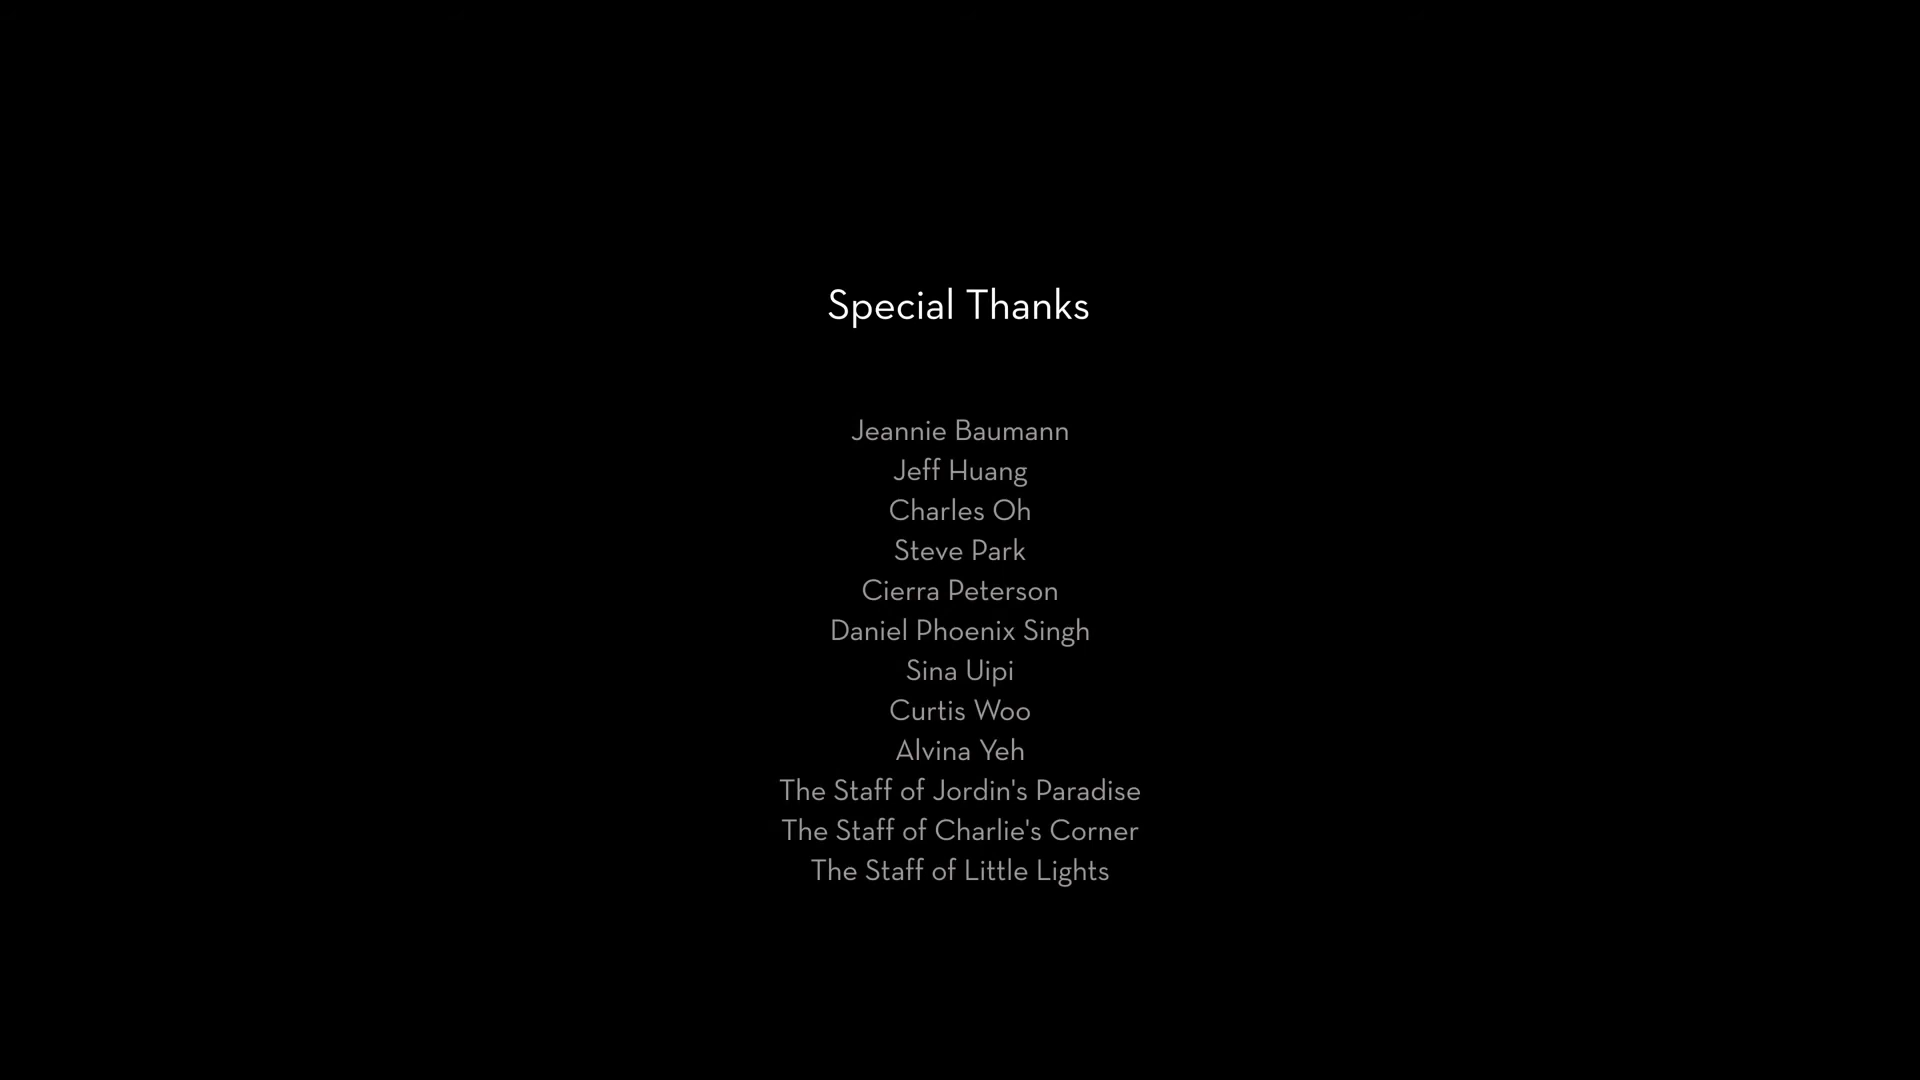 Special Thanks
Jeannie Baumann
Jeff Huang
Charles Oh
Steve Park
Cierra Peterson
Daniel Phoenix Singh
Sina Uipi
Curtis Woo
Alvina Yeh
The Staff of Jordin's Paradise
The Staff of Charlie's Corner
The Staff of Little Lights